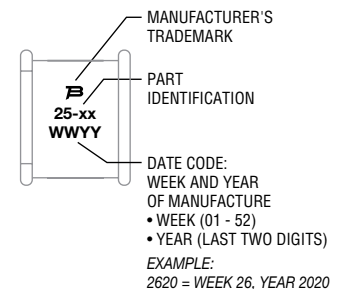 MANUFACTURER'S
TRADEMARK
PART
IDENTIFICATION
25-xx
WWYY
DATE CODE:
WEEK AND YEAR
OF MANUFACTURE
• WEEK (01 - 52)
• YEAR (LAST TWO DIGITS)
EXAMPLE:
2620 = WEEK 26, YEAR 2020